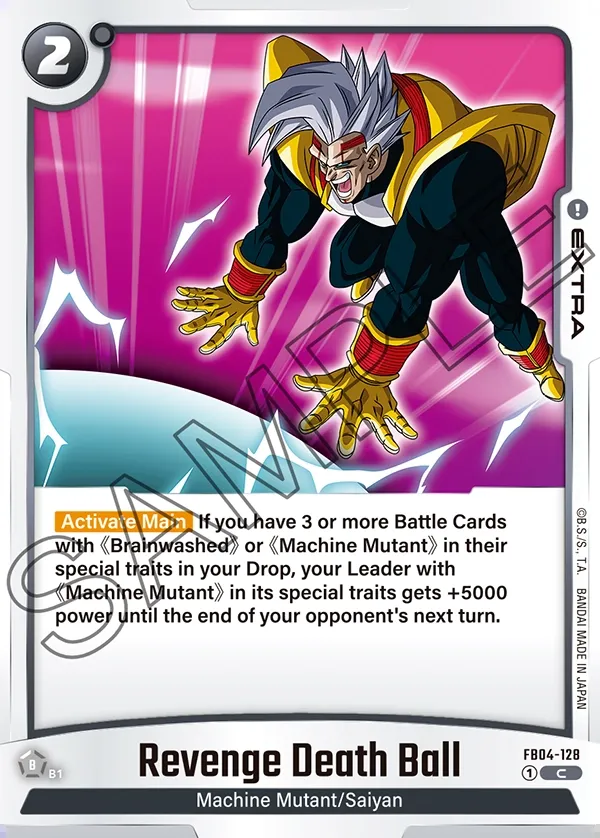 2
EXTRA
SAMPLE
Activate Main If you have 3 or more Battle Cards
with 《Brainwashed》 or 《Machine Mutant》 in their
special traits in your Drop, your Leader with
《Machine Mutant》 in its special traits gets +5000
power until the end of your opponent's next turn.
©B.S./S., T.A. BANDAI MADE IN JAPAN
B B1
Revenge Death Ball
FB04-128
1 C
Machine Mutant/Saiyan